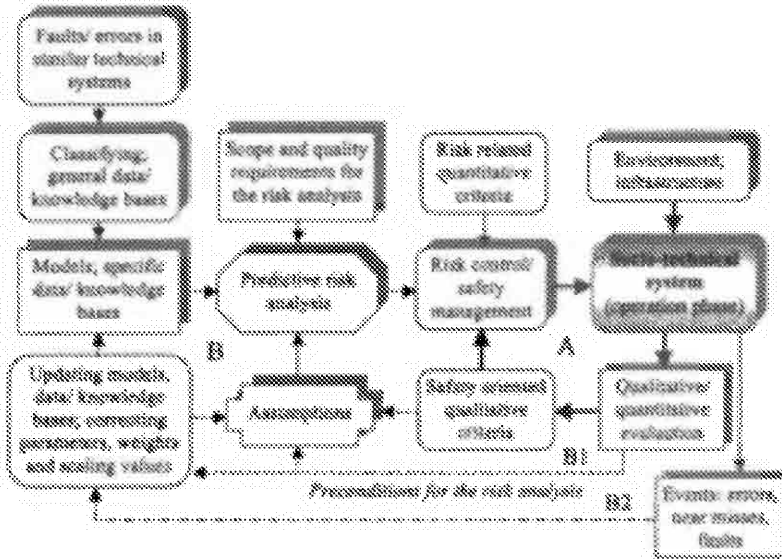 Faults/ errors in
similar technical
systems
Classifying;
general data/
knowledge bases
Scope and quality
requirements for
the risk analysis
Risk related
quantitative
criteria
Environment,
infrastructure
Models, specific
data/ knowledge
bases
Predictive risk
analysis
Risk control/
safety
management
Socio-technical
system
(operation phase)
B
A
Updating models,
data/ knowledge
bases; correcting
parameters, weights
and scaling values
Assumptions
Safety oriented
qualitative
criteria
Qualitative/
quantitative
evaluation
B1
Preconditions for the risk analysis
B2
Events: errors,
near misses,
faults